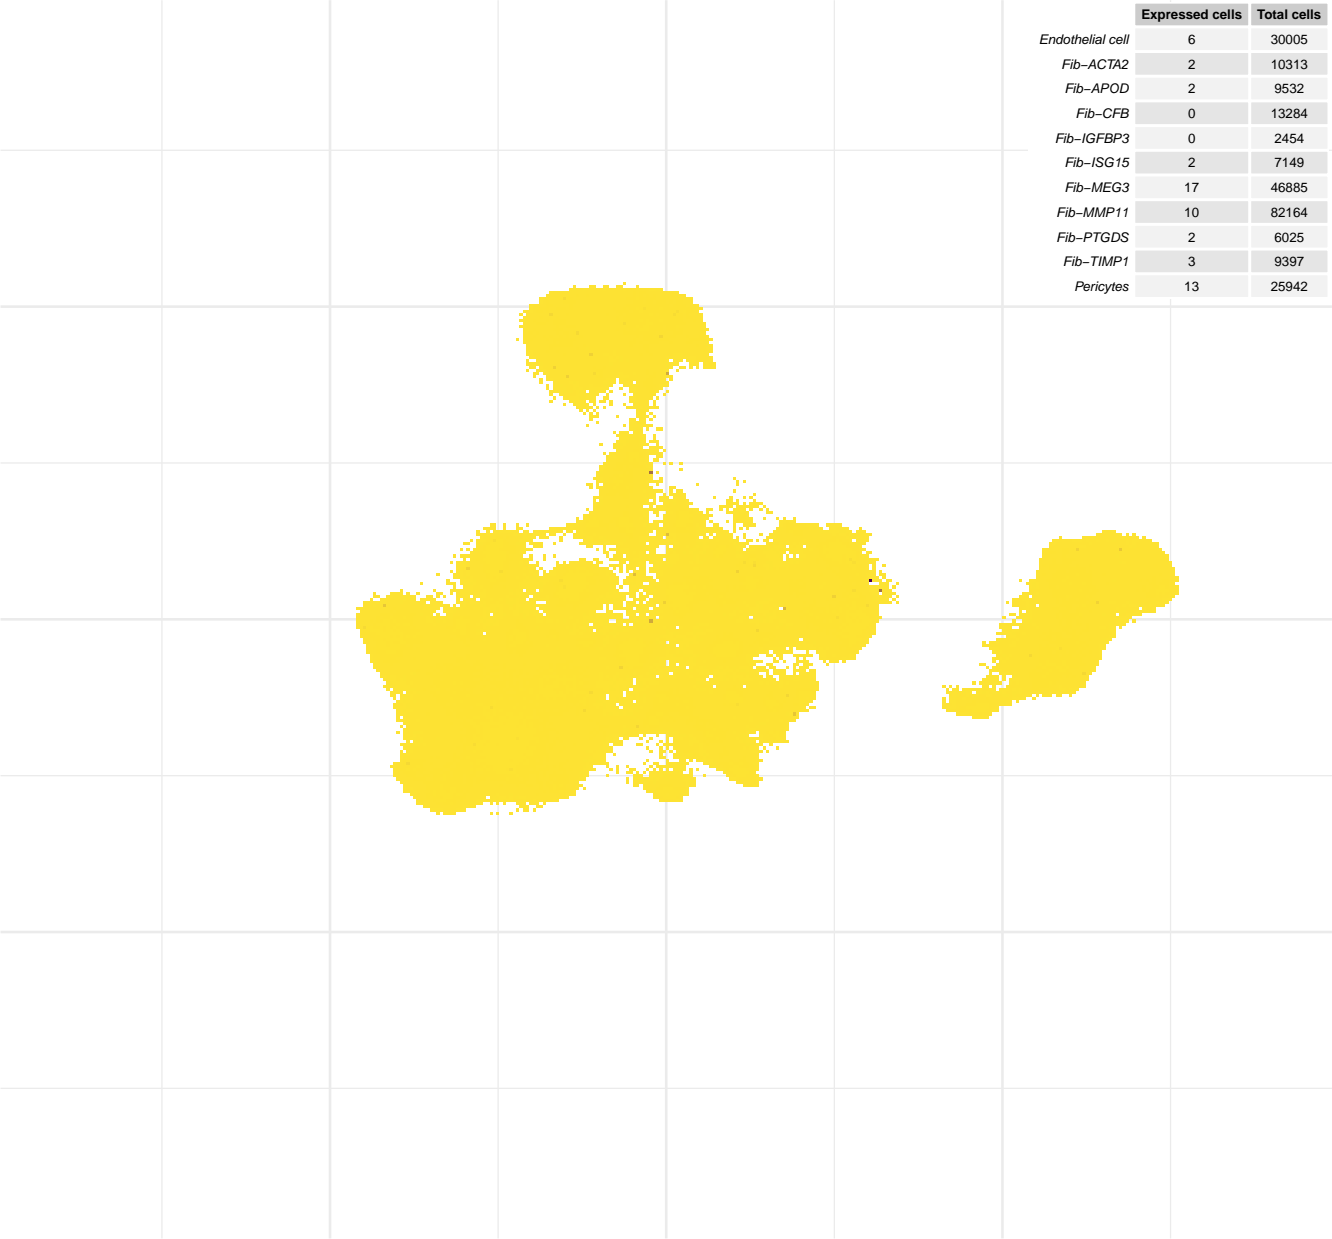 Expressed cells Total cells
Endothelial cell 6 30005
Fib−ACTA2 2 10313
Fib−APOD 2 9532
Fib−CFB 0 13284
Fib−IGFBP3 0 2454
Fib−ISG15 2 7149
Fib−MEG3 17 46885
Fib−MMP11 10 82164
Fib−PTGDS 2 6025
Fib−TIMP1 3 9397
Pericytes 13 25942